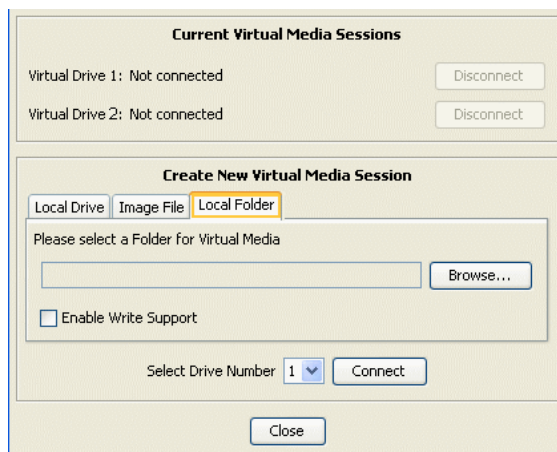 Current Virtual Media Sessions
Virtual Drive 1: Not connected Disconnect
Virtual Drive 2: Not connected Disconnect
Create New Virtual Media Session
Local Drive Image File Local Folder
Please select a Folder for Virtual Media
Browse...
Enable Write Support
Select Drive Number 1 Connect
Close